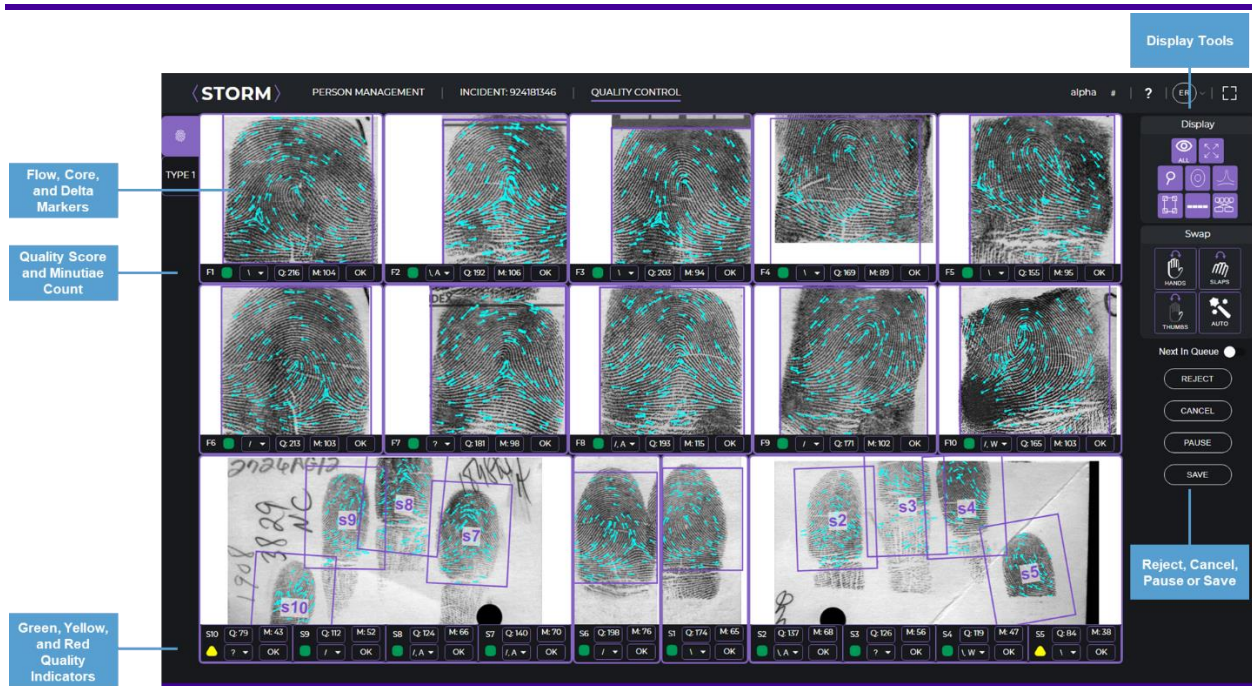 Display Tools
〈STORM〉 PERSON MANAGEMENT | INCIDENT: 924181346 | QUALITY CONTROL alpha # | ? | ER
Display
ALL
TYPE 1
Flow, Core,
and Delta
Markers
Quality Score
and Minutiae
Count
F1 \ Q: 216 M: 104 OK F2 \, A Q: 192 M: 106 OK F3 \ Q: 203 M: 94 OK F4 \ Q: 169 M: 89 OK F5 \ Q: 155 M: 95 OK
Swap
HANDS SLAPS
THUMBS AUTO
Next In Queue
REJECT
CANCEL
PAUSE
SAVE
DEX
F6 / Q: 213 M: 103 OK F7 ? Q: 181 M: 98 OK F8 /, A Q: 193 M: 115 OK F9 / Q: 171 M: 102 OK F10 /, W Q: 165 M: 103 OK
1908
3829
NC
s10 s9 s8 s7
s2 s3 s4 s5
Reject, Cancel,
Pause or Save
Green, Yellow,
and Red
Quality
Indicators
S10 Q: 79 M: 43 S9 Q: 112 M: 52 S8 Q: 124 M: 66 S7 Q: 140 M: 70 S6 Q: 198 M: 76 S1 Q: 174 M: 65 S2 Q: 137 M: 68 S3 Q: 126 M: 56 S4 Q: 119 M: 47 S5 Q: 84 M: 38
? OK / OK /, A OK /, A OK / OK \ OK \ A OK ? OK \ W OK \ OK